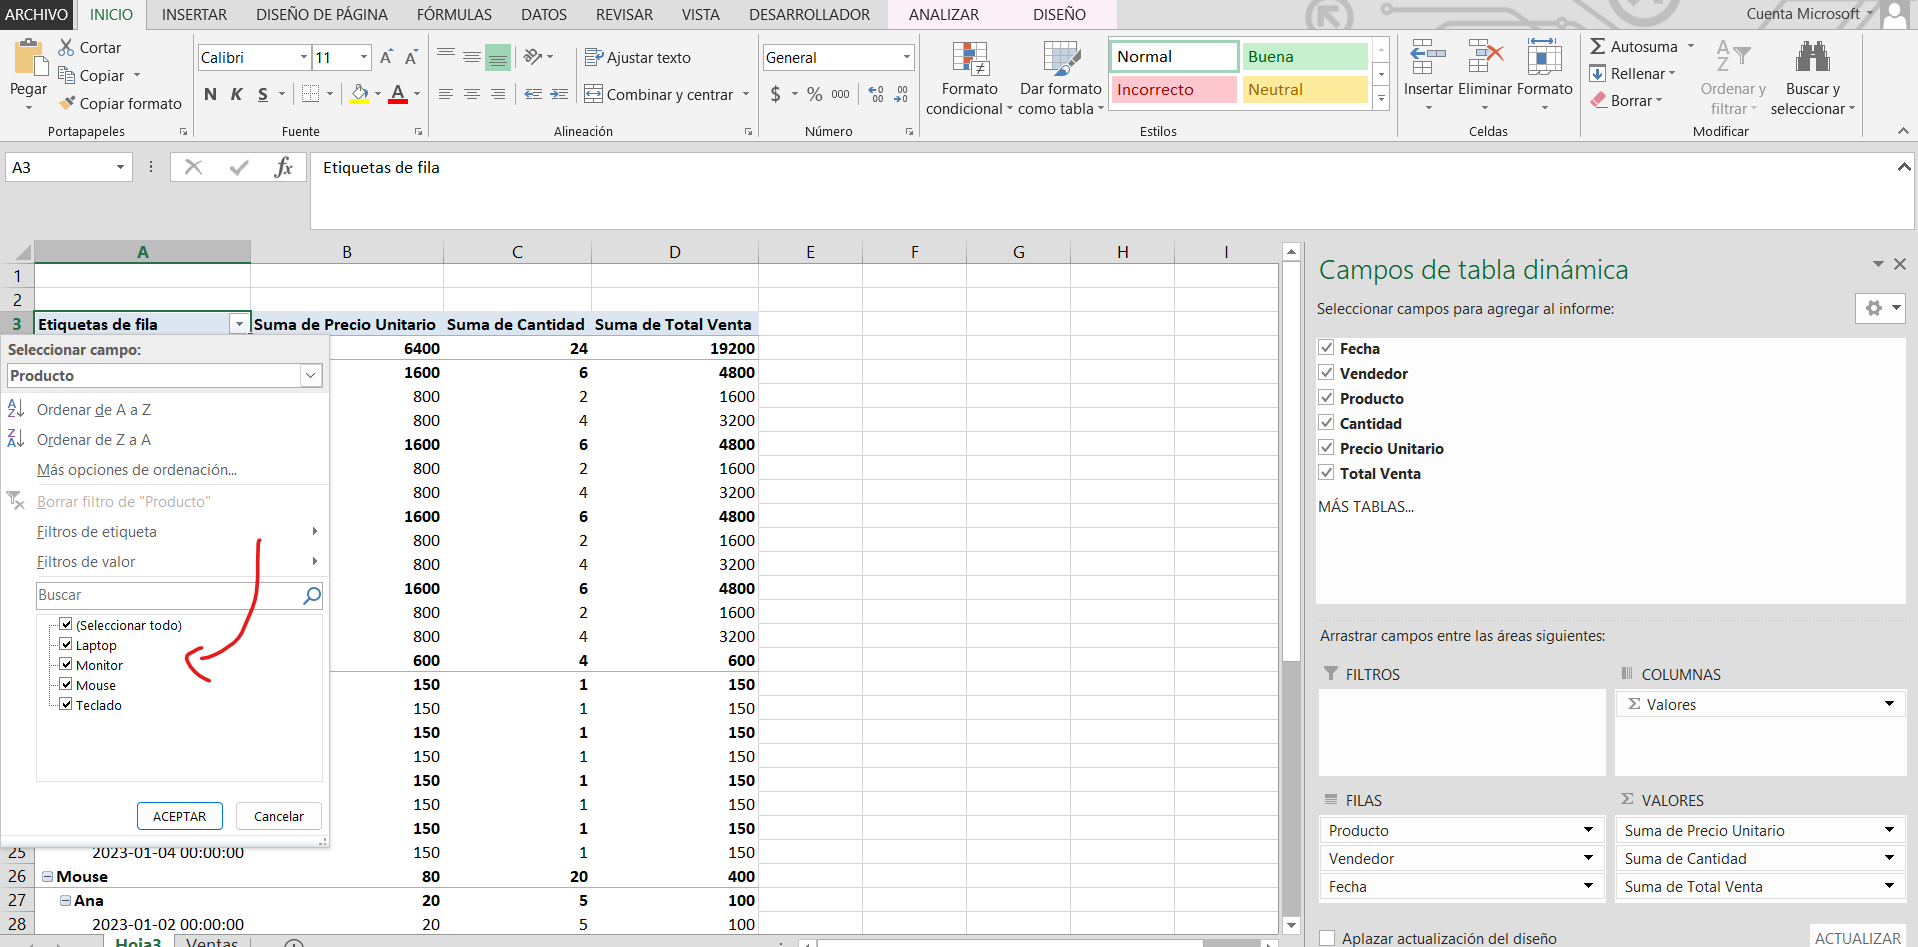 ARCHIVO INICIO INSERTAR DISEÑO DE PÁGINA FÓRMULAS DATOS REVISAR VISTA DESARROLLADOR ANALIZAR DISEÑO Cuenta Microsoft
Pegar
Cortar
Copiar
Copiar formato
Portapapeles
Calibri 11
N K S
Fuente
Ajustar texto
Combinar y centrar
Alineación
General
$ % 000
Número
Formato condicional
Dar formato como tabla
Normal Buena
Incorrecto Neutral
Estilos
Insertar Eliminar Formato
Celdas
Autosuma
Rellenar
Borrar
Ordenar y filtrar
Buscar y seleccionar
Modificar
A3 fx Etiquetas de fila
A B C D E F G H I
1
2
3 Etiquetas de fila Suma de Precio Unitario Suma de Cantidad Suma de Total Venta
6400 24 19200
1600 6 4800
800 2 1600
800 4 3200
1600 6 4800
800 2 1600
800 4 3200
1600 6 4800
800 2 1600
800 4 3200
1600 6 4800
800 2 1600
800 4 3200
600 4 600
150 1 150
150 1 150
150 1 150
150 1 150
150 1 150
150 1 150
150 1 150
25 2023-01-04 00:00:00 150 1 150
26 Mouse 80 20 400
27 Ana 20 5 100
28 2023-01-02 00:00:00 20 5 100
Hoja3 Ventas
Seleccionar campo:
Producto
Ordenar de A a Z
Ordenar de Z a A
Más opciones de ordenación...
Borrar filtro de "Producto"
Filtros de etiqueta
Filtros de valor
Buscar
(Seleccionar todo)
Laptop
Monitor
Mouse
Teclado
ACEPTAR Cancelar
Campos de tabla dinámica
Seleccionar campos para agregar al informe:
Fecha
Vendedor
Producto
Cantidad
Precio Unitario
Total Venta
MÁS TABLAS...
Arrastrar campos entre las áreas siguientes:
FILTROS
COLUMNAS
Σ Valores
FILAS
Producto
Vendedor
Fecha
Σ VALORES
Suma de Precio Unitario
Suma de Cantidad
Suma de Total Venta
Aplazar actualización del diseño ACTUALIZAR